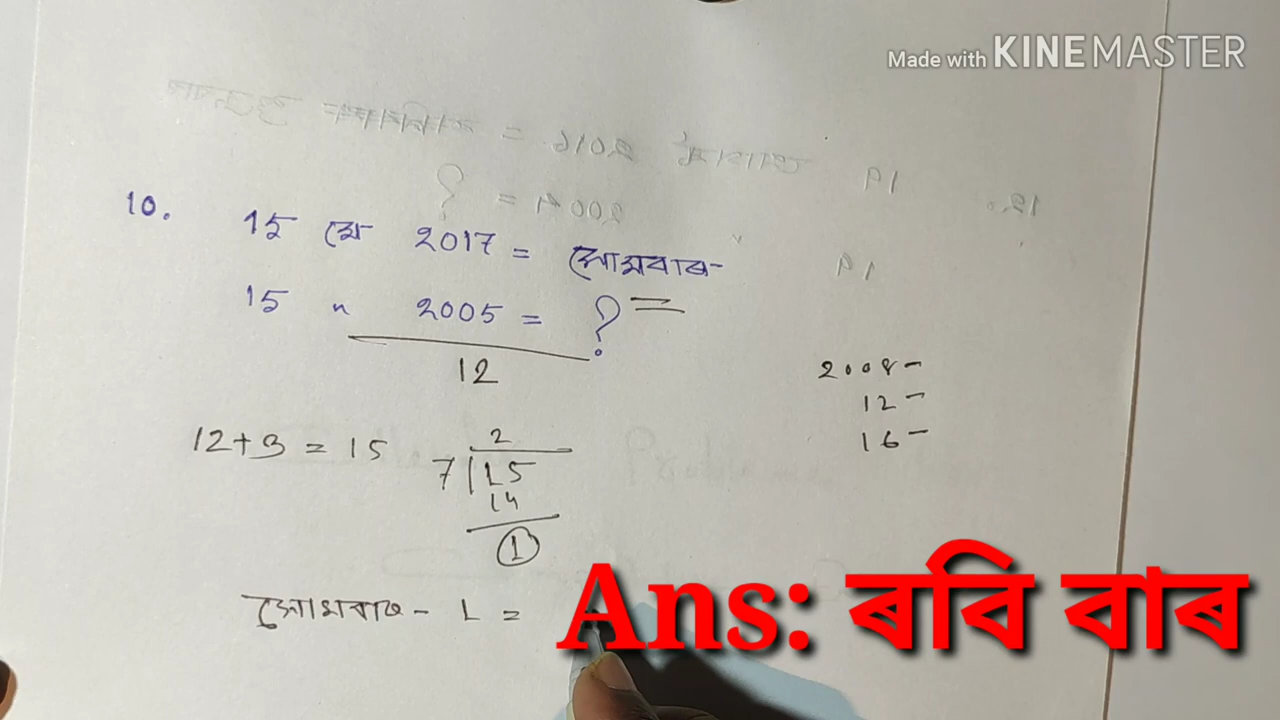 Made with KINEMASTER
10. 15 মে 2017 = সোমবাৰ
15 " 2005 = ?
12
2008 -
12 -
16 -
12 + 3 = 15
2
7 | 15
14
1
সোমবাৰ - 1 =
Ans: ৰবি বাৰ